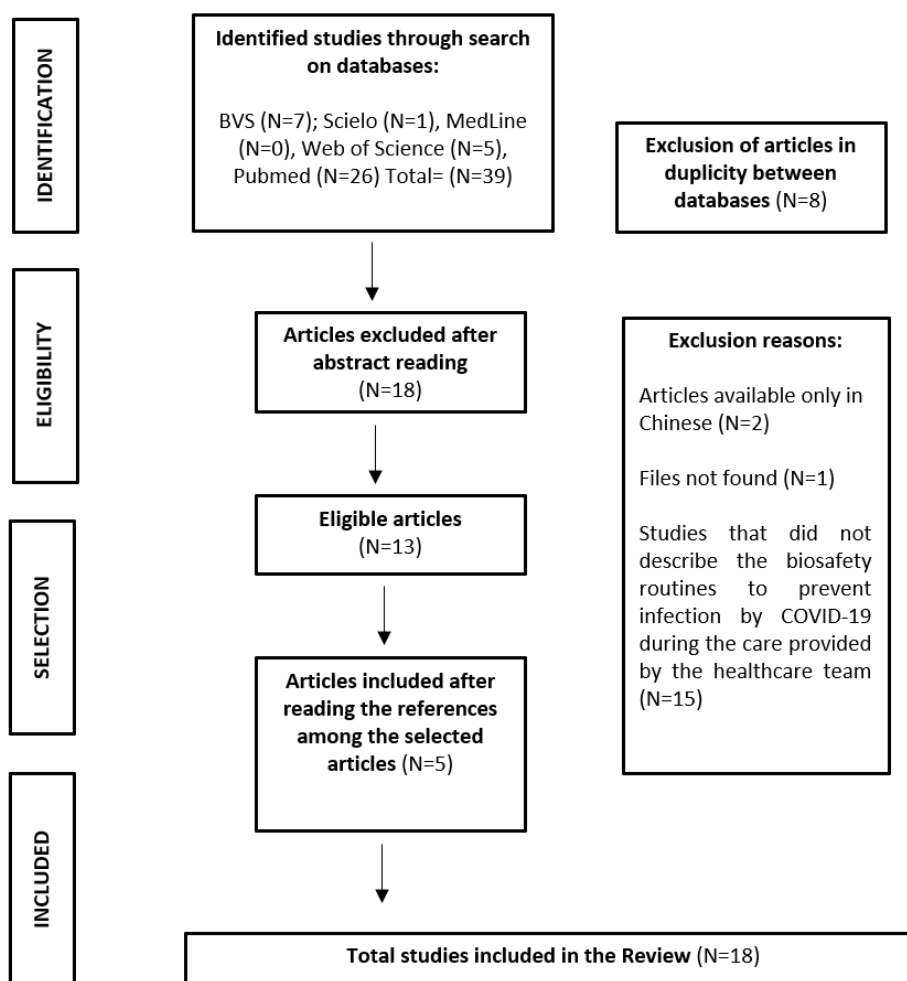 IDENTIFICATION
Identified studies through search
on databases:
BVS (N=7); Scielo (N=1), MedLine
(N=0), Web of Science (N=5),
Pubmed (N=26) Total= (N=39)
Exclusion of articles in
duplicity between
databases (N=8)
ELIGIBILITY
Articles excluded after
abstract reading
(N=18)
Exclusion reasons:
Articles available only in
Chinese (N=2)
Files not found (N=1)
Studies that did not
describe the biosafety
routines to prevent
infection by COVID-19
during the care provided
by the healthcare team
(N=15)
Eligible articles
(N=13)
SELECTION
Articles included after
reading the references
among the selected
articles (N=5)
INCLUDED
Total studies included in the Review (N=18)